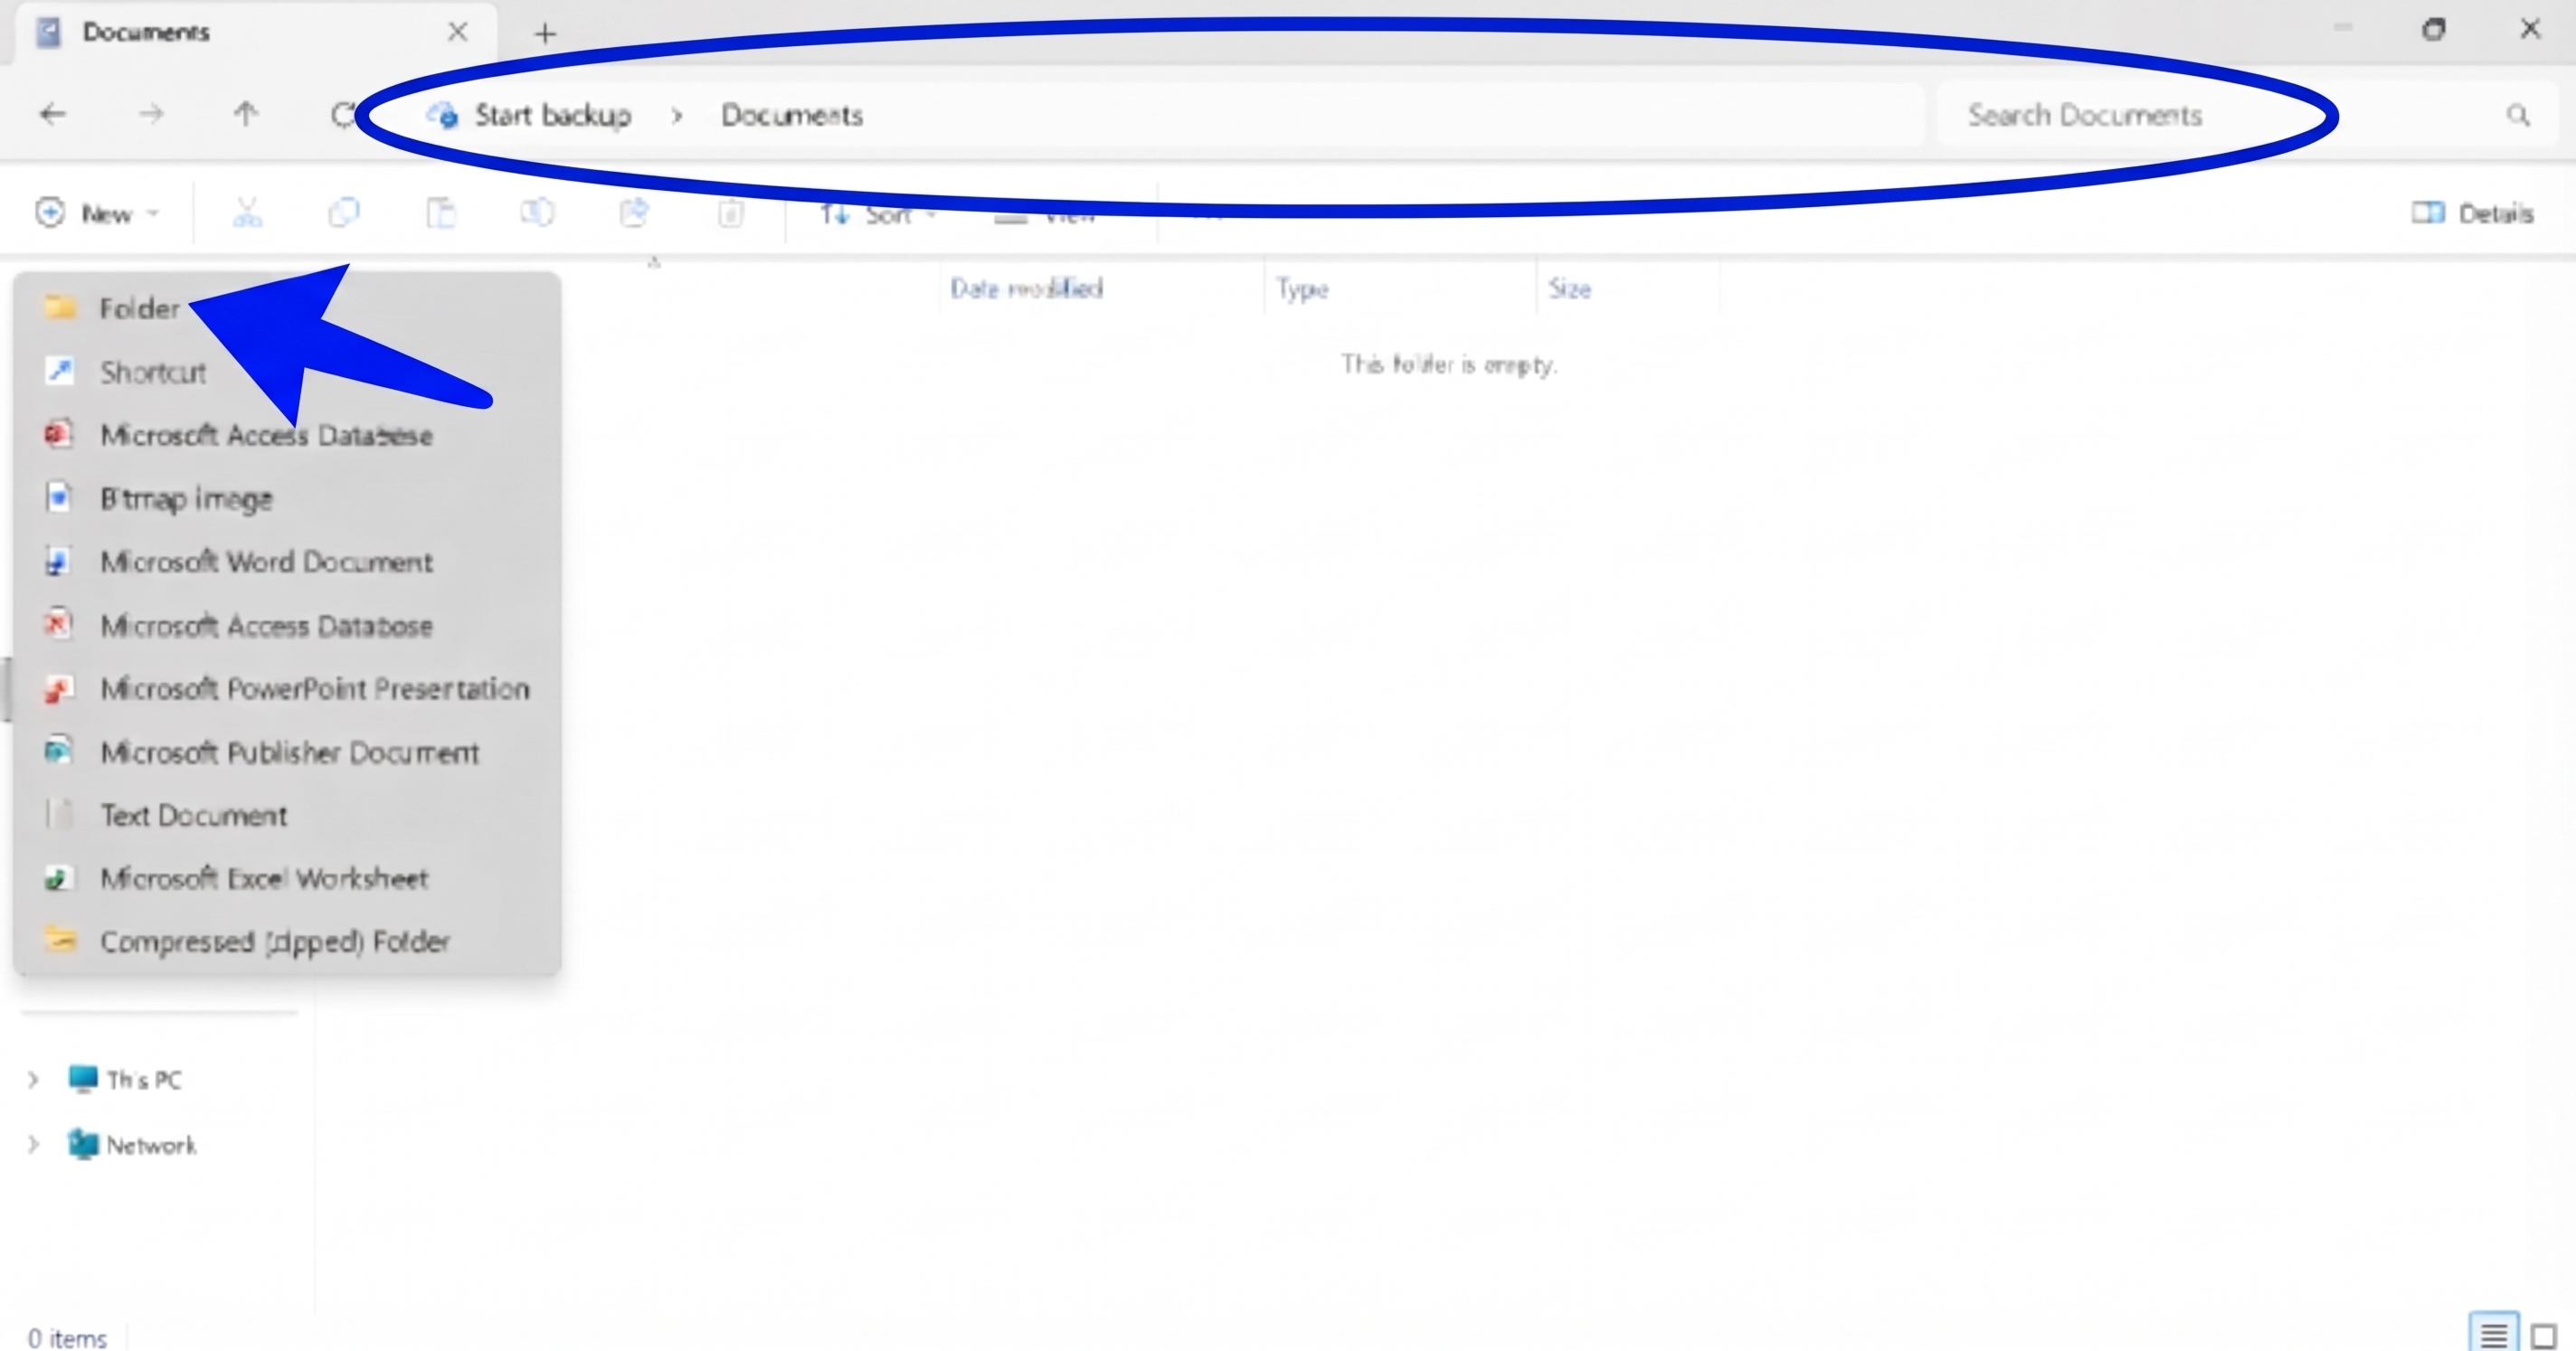 Documents
Start backup > Documents
Search Documents
New
Sort
View
Details
Date modified
Type
Size
This folder is empty.
Folder
Shortcut
Microsoft Access Database
Bitmap image
Microsoft Word Document
Microsoft Access Database
Microsoft PowerPoint Presentation
Microsoft Publisher Document
Text Document
Microsoft Excel Worksheet
Compressed (zipped) Folder
This PC
Network
0 items